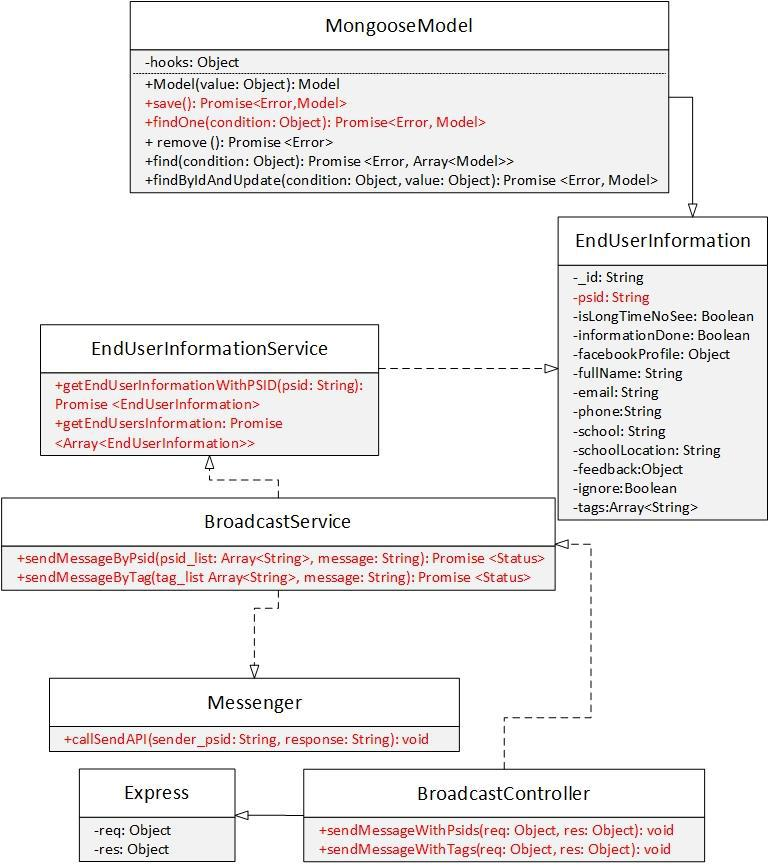 MongooseModel
-hooks: Object
+Model(value: Object): Model
+save(): Promise<Error,Model>
+findOne(condition: Object): Promise<Error, Model>
+ remove (): Promise <Error>
+find(condition: Object): Promise <Error, Array<Model>>
+findByIdAndUpdate(condition: Object, value: Object): Promise <Error, Model>
EndUserInformation
-_id: String
-psid: String
-isLongTimeNoSee: Boolean
-informationDone: Boolean
-facebookProfile: Object
-fullName: String
-email: String
-phone:String
-school: String
-schoolLocation: String
-feedback:Object
-ignore:Boolean
-tags:Array<String>
EndUserInformationService
+getEndUserInformationWithPSID(psid: String):
Promise <EndUserInformation>
+getEndUsersInformation: Promise
<Array<EndUserInformation>>
BroadcastService
+sendMessageByPsid(psid_list: Array<String>, message: String): Promise <Status>
+sendMessageByTag(tag_list Array<String>, message: String): Promise <Status>
Messenger
+callSendAPI(sender_psid: String, response: String): void
Express
-req: Object
-res: Object
BroadcastController
+sendMessageWithPsids(req: Object, res: Object): void
+sendMessageWithTags(req: Object, res: Object): void